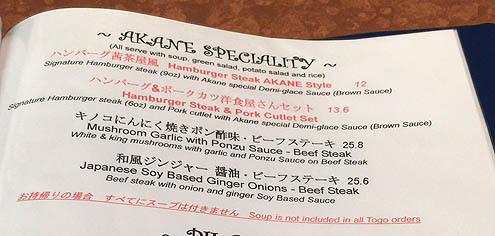 ~ AKANE SPECIALITY ~
(All serve with soup, green salad, potato salad and rice)
ハンバーグ茜茶屋風 Hamburger Steak AKANE Style 12
Signature Hamburger steak (9oz) with Akane special Demi-glace Sauce (Brown Sauce)
ハンバーグ&ポークカツ洋食屋さんセット 13.6
Hamburger Steak & Pork Cutlet Set
Signature Hamburger steak (6oz) and Pork cutlet with Akane special Demi-glace Sauce (Brown Sauce)
キノコにんにく焼きポン酢味・ビーフステーキ 25.8
Mushroom Garlic with Ponzu Sauce - Beef Steak
White & king mushrooms with garlic and Ponzu Sauce on Beef Steak
和風ジンジャー 醤油・ビーフステーキ 25.6
Japanese Soy Based Ginger Onions - Beef Steak
Beef steak with onion and ginger Soy Based Sauce
お持帰りの場合 すべてにスープは付きません Soup is not included in all Togo orders